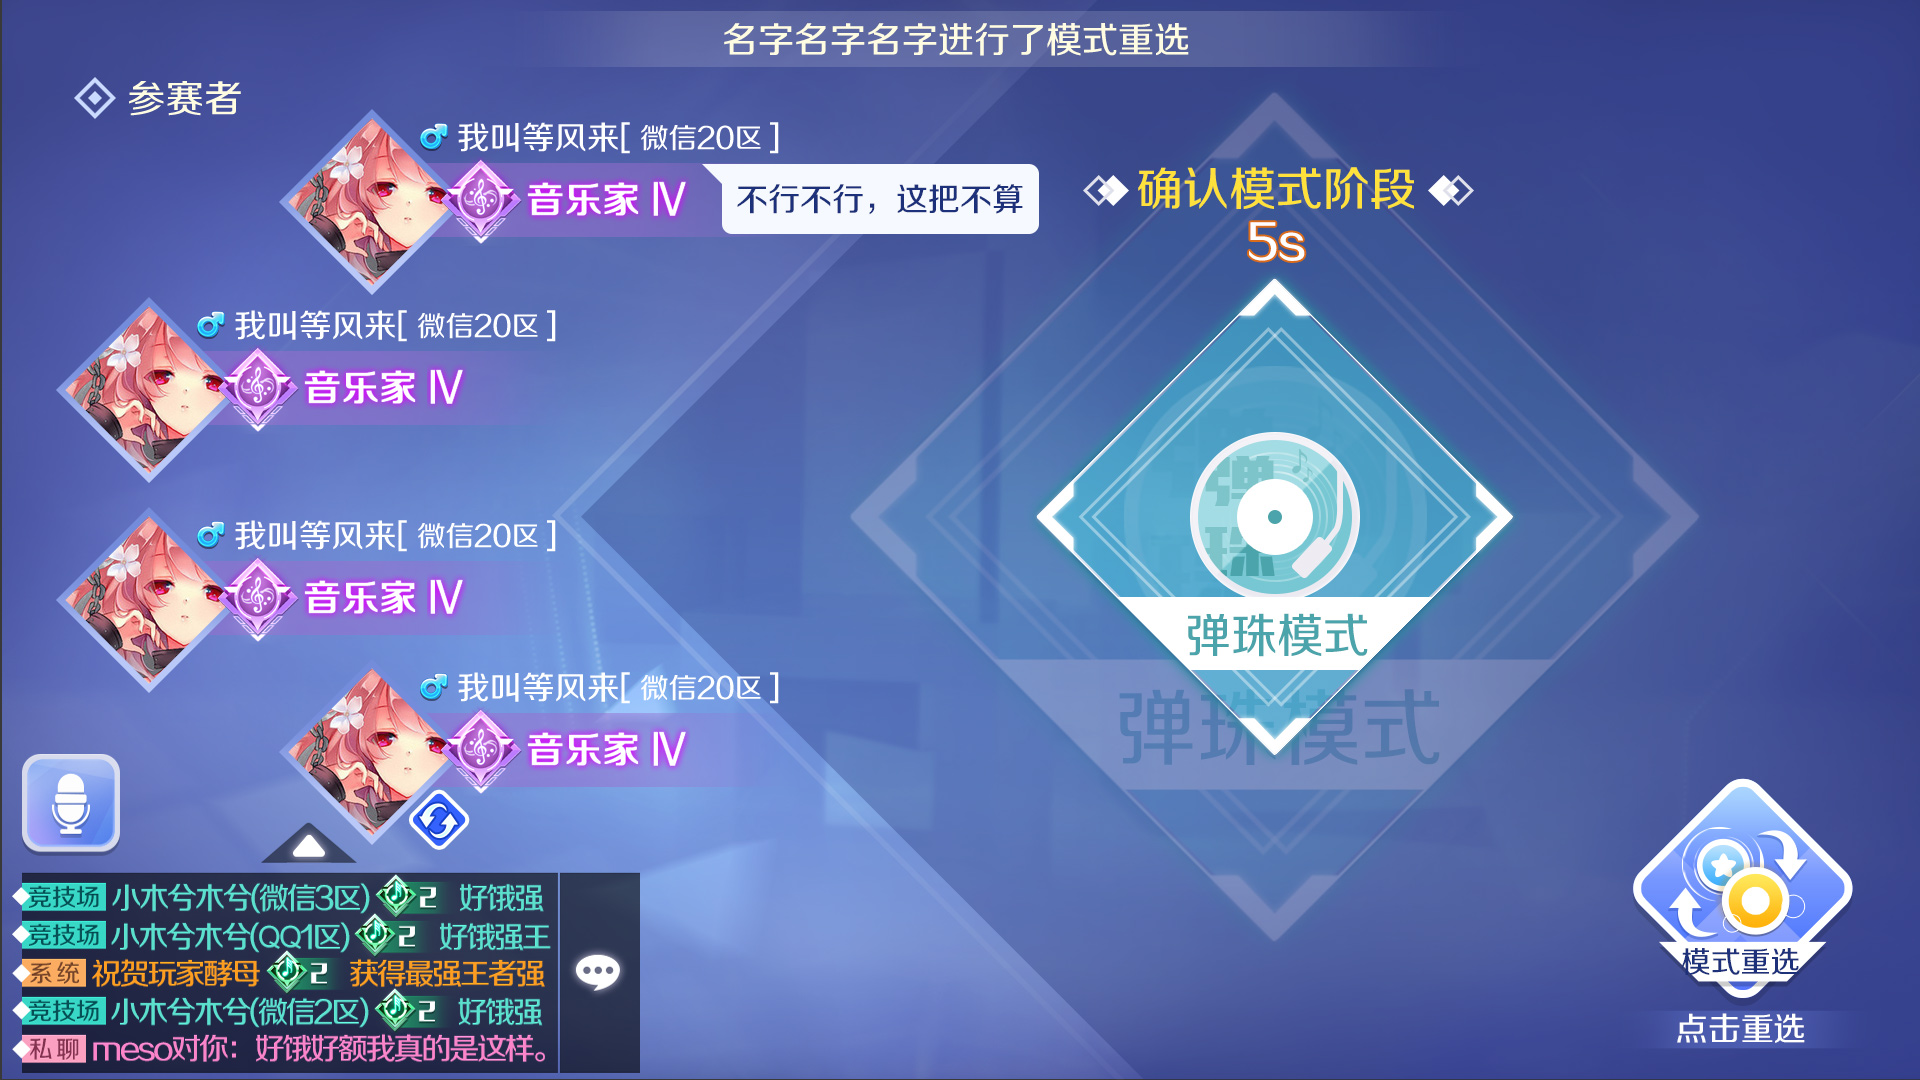 名字名字名字进行了模式重选
参赛者
我叫等风来[ 微信20区 ]
音乐家 Ⅳ
不行不行，这把不算
确认模式阶段
5s
我叫等风来[ 微信20区 ]
音乐家 Ⅳ
我叫等风来[ 微信20区 ]
音乐家 Ⅳ
弹珠
弹珠模式
弹珠模式
我叫等风来[ 微信20区 ]
音乐家 Ⅳ
竞技场 小木兮木兮(微信3区) 2 好饿强
竞技场 小木兮木兮(QQ1区) 2 好饿强王
系统 祝贺玩家酵母 2 获得最强王者强
竞技场 小木兮木兮(微信2区) 2 好饿强
私聊 meso对你：好饿好额我真的是这样。
模式重选
点击重选